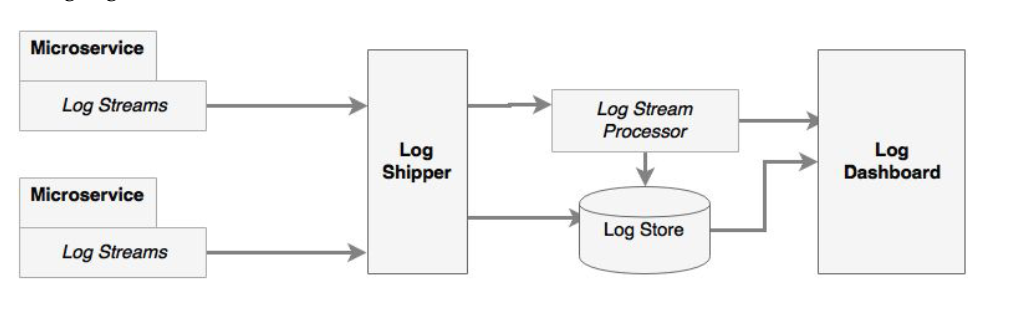 Microservice
Log Streams
Microservice
Log Streams
Log
Shipper
Log Stream
Processor
Log Store
Log
Dashboard